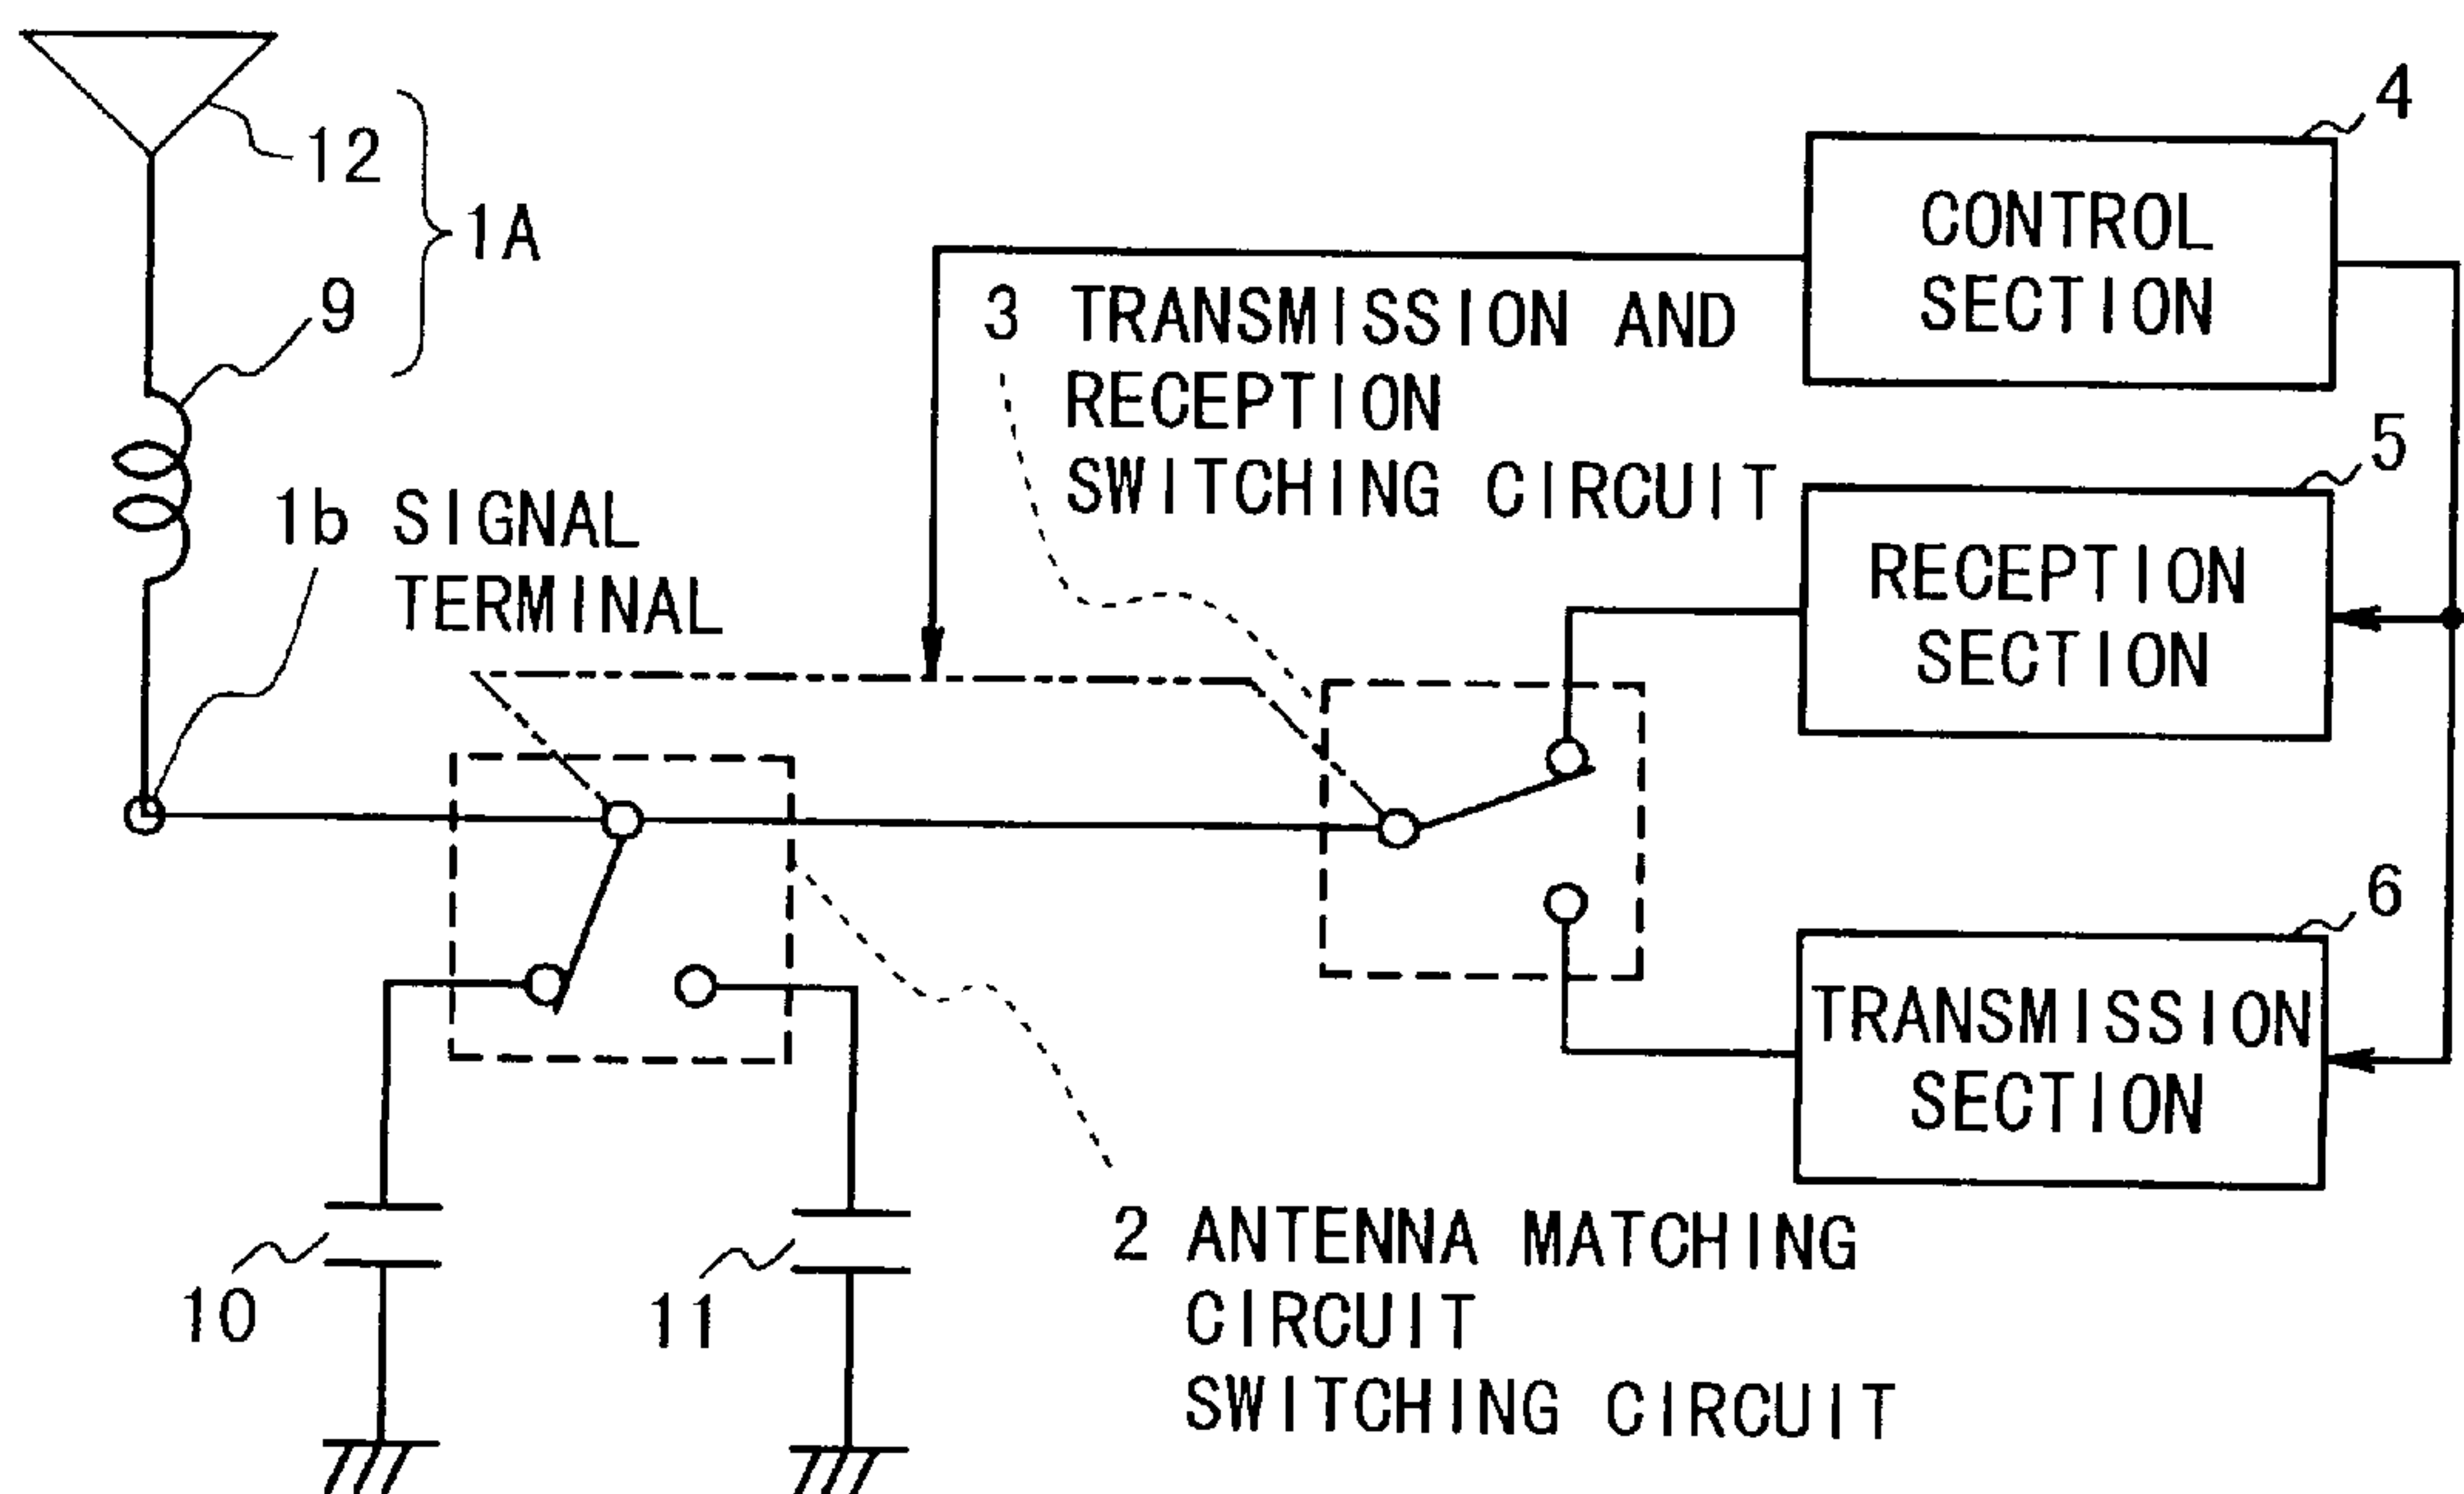 12
1A
9
1b SIGNAL
TERMINAL
3 TRANSMISSION AND
RECEPTION
SWITCHING CIRCUIT
4
CONTROL
SECTION
5
RECEPTION
SECTION
6
TRANSMISSION
SECTION
10
11
2 ANTENNA MATCHING
CIRCUIT
SWITCHING CIRCUIT